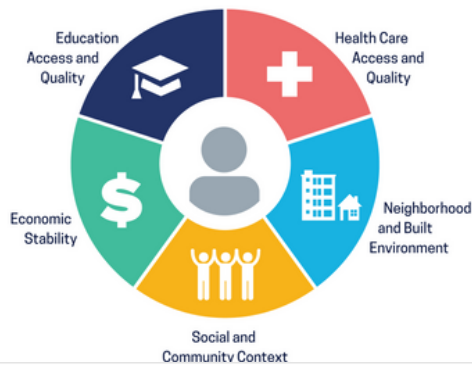 Education
Access and
Quality
Health Care
Access and
Quality
Economic
Stability
Neighborhood
and Built
Environment
Social and
Community Context
$